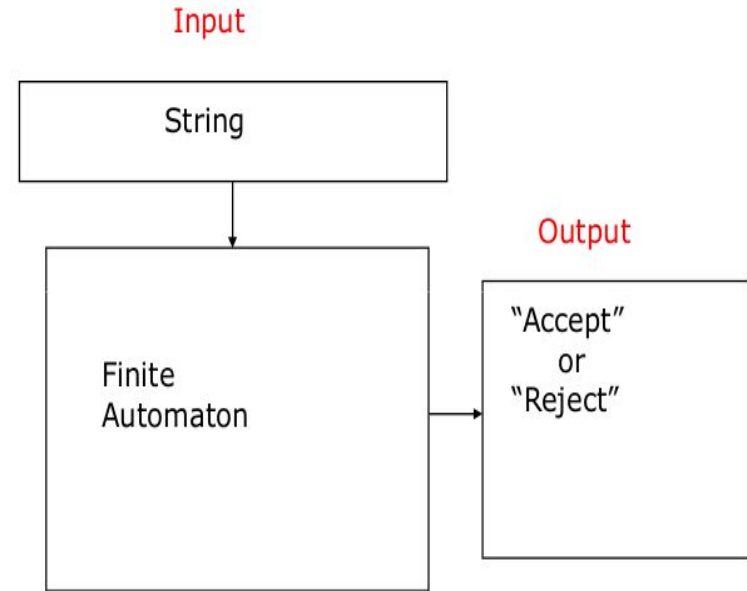 Input
String
Output
“Accept”
or
“Reject”
Finite
Automaton